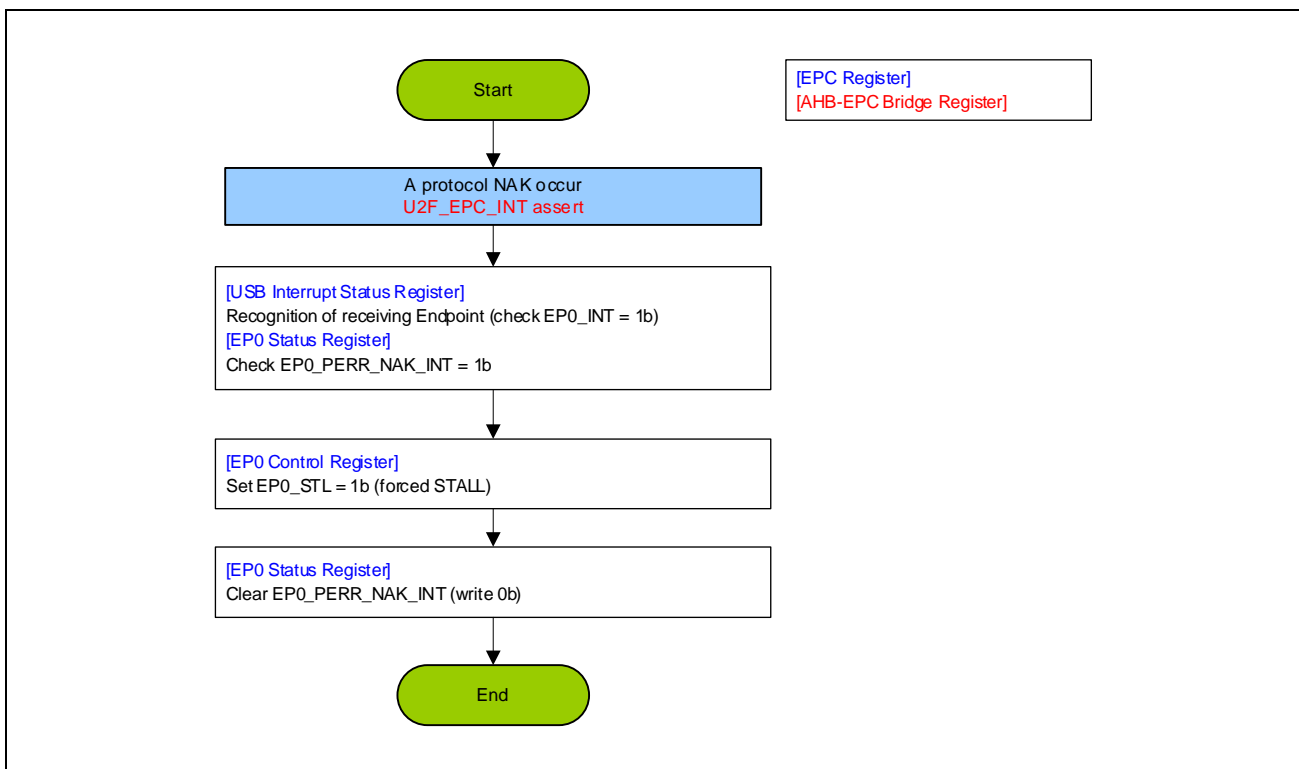 Start
[EPC Register]
[AHB-EPC Bridge Register]
A protocol NAK occur
U2F_EPC_INT assert
[USB Interrupt Status Register]
Recognition of receiving Endpoint (check EP0_INT = 1b)
[EP0 Status Register]
Check EP0_PERR_NAK_INT = 1b
[EP0 Control Register]
Set EP0_STL = 1b (forced STALL)
[EP0 Status Register]
Clear EP0_PERR_NAK_INT (write 0b)
End